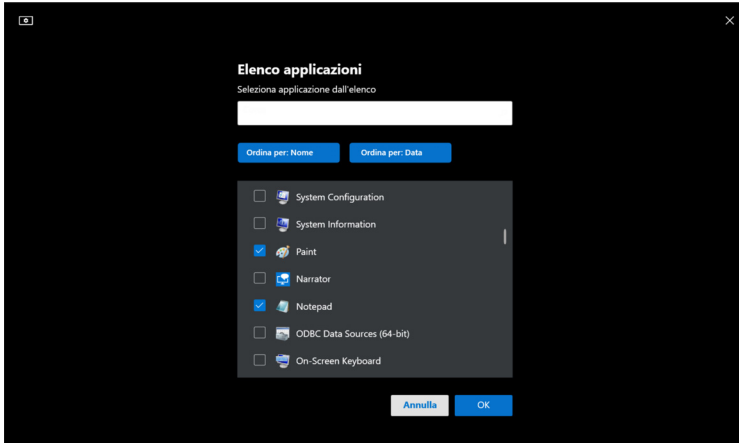 Elenco applicazioni
Seleziona applicazione dall'elenco
Ordina per: Nome
Ordina per: Data
System Configuration
System Information
Paint
Narrator
Notepad
ODBC Data Sources (64-bit)
On-Screen Keyboard
Annulla
OK